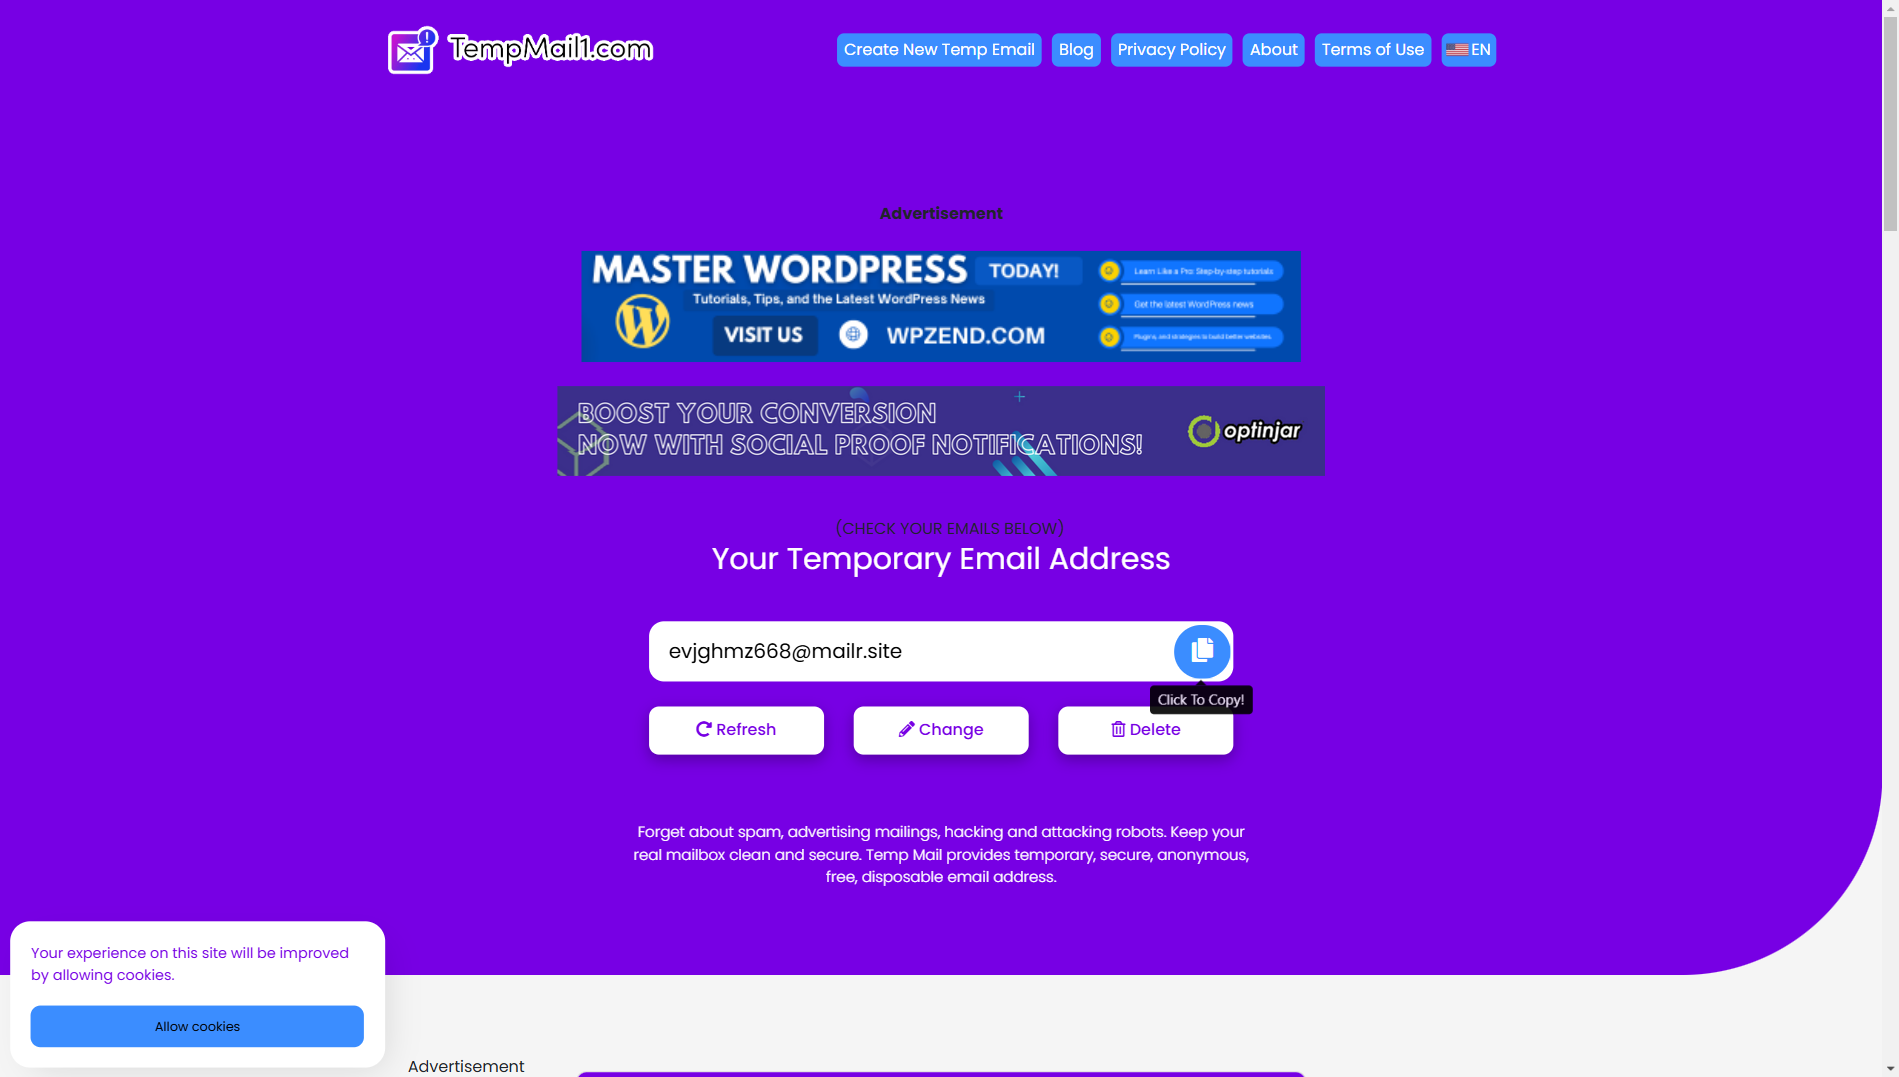 TempMail1.com
Create New Temp Email
Blog
Privacy Policy
About
Terms of Use
EN
Advertisement
MASTER WORDPRESS TODAY!
Tutorials, Tips, and the Latest WordPress News
VISIT US
WPZEND.COM
Learn Like a Pro: Step-by-step tutorials
Get the latest WordPress news
Plugins, and strategies to build better websites.
BOOST YOUR CONVERSION
NOW WITH SOCIAL PROOF NOTIFICATIONS!
optinjar
(CHECK YOUR EMAILS BELOW)
Your Temporary Email Address
evjghmz668@mailr.site
Click To Copy!
Refresh
Change
Delete
Forget about spam, advertising mailings, hacking and attacking robots. Keep your
real mailbox clean and secure. Temp Mail provides temporary, secure, anonymous,
free, disposable email address.
Your experience on this site will be improved
by allowing cookies.
Allow cookies
Advertisement